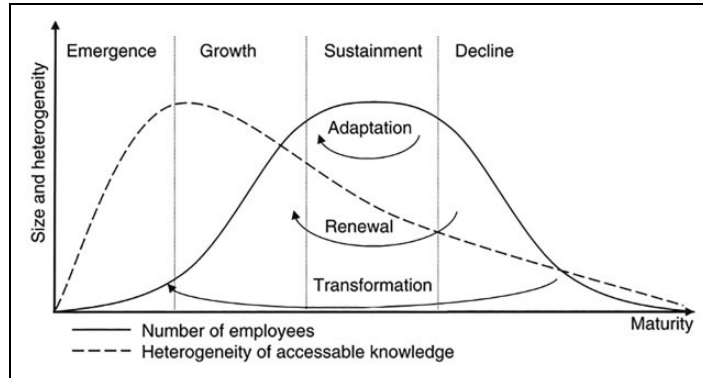 Emergence Growth Sustainment Decline
Size and heterogeneity
Adaptation
Renewal
Transformation
Maturity
Number of employees
Heterogeneity of accessable knowledge